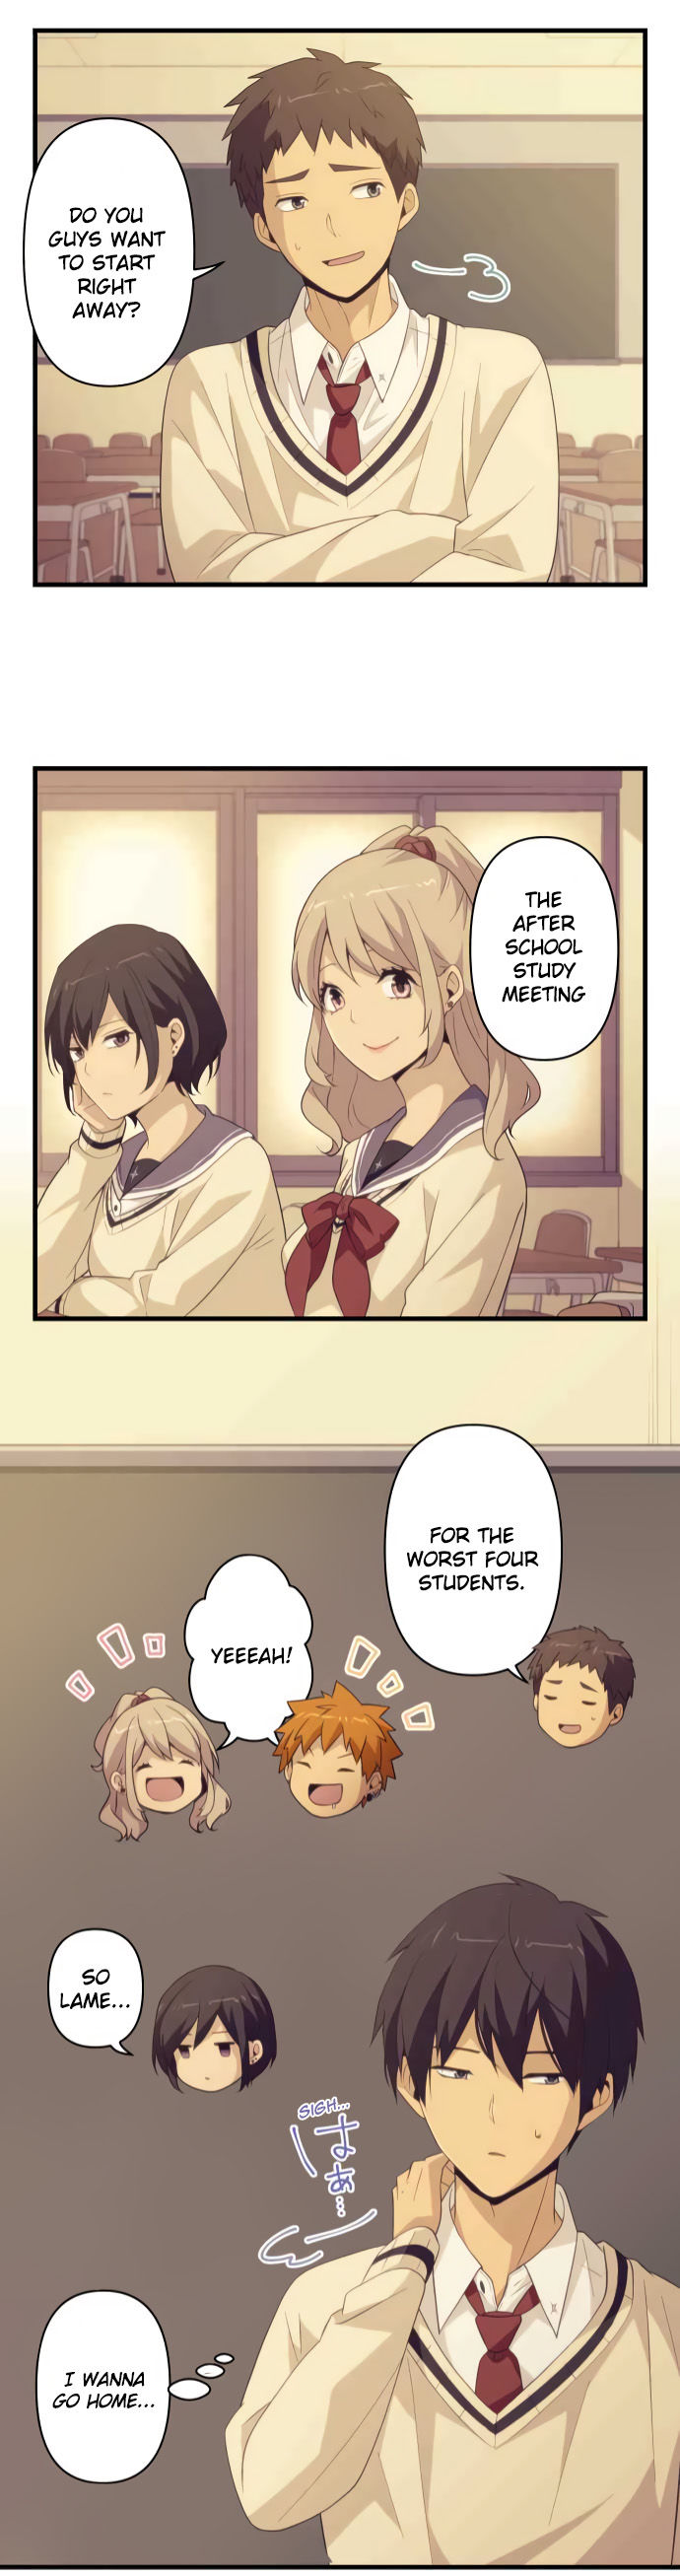 DO YOU
GUYS WANT
TO START
RIGHT
AWAY?
THE
AFTER
SCHOOL
STUDY
MEETING
FOR THE
WORST FOUR
STUDENTS.
YEEEAH!
SO
LAME...
SIGH...
はぁ…
I WANNA
GO HOME...